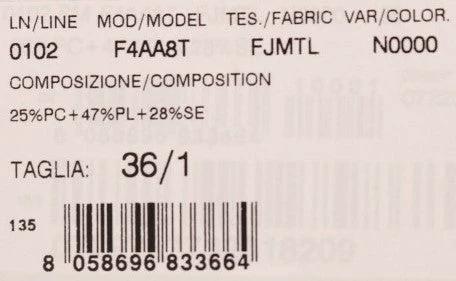 LN/LINE MOD/MODEL TES./FABRIC VAR/COLOR.
0102 F4AA8T FJMTL N0000
COMPOSIZIONE/COMPOSITION
25%PC+47%PL+28%SE
TAGLIA: 36/1
135
8 058696 833664